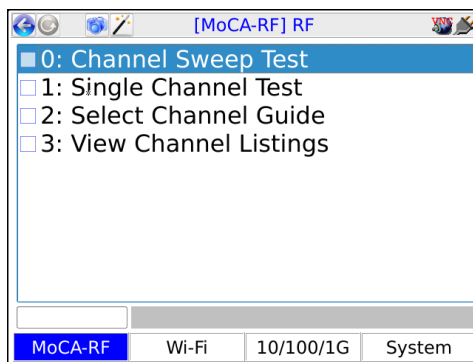 [MoCA-RF] RF
VNC
0: Channel Sweep Test
1: Single Channel Test
2: Select Channel Guide
3: View Channel Listings
MoCA-RF
Wi-Fi
10/100/1G
System